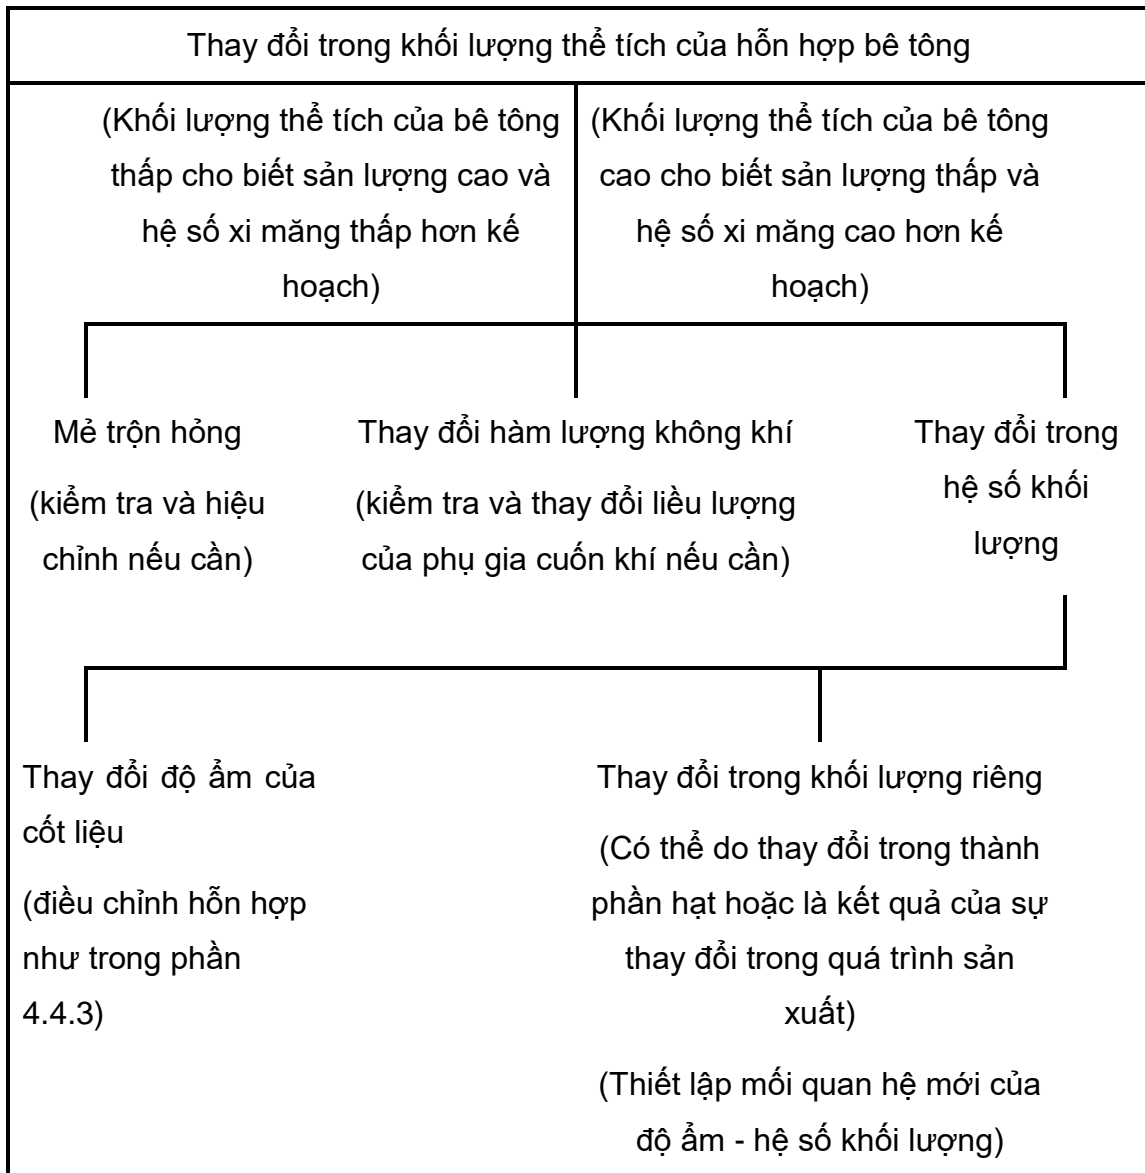 Thay đổi trong khối lượng thể tích của hỗn hợp bê tông
(Khối lượng thể tích của bê tông
thấp cho biết sản lượng cao và
hệ số xi măng thấp hơn kế
hoạch)
(Khối lượng thể tích của bê tông
cao cho biết sản lượng thấp và
hệ số xi măng cao hơn kế
hoạch)
Mẻ trộn hỏng
(kiểm tra và hiệu
chỉnh nếu cần)
Thay đổi hàm lượng không khí
(kiểm tra và thay đổi liều lượng
của phụ gia cuốn khí nếu cần)
Thay đổi trong
hệ số khối
lượng
Thay đổi độ ẩm của
cốt liệu
(điều chỉnh hỗn hợp
như trong phần
4.4.3)
Thay đổi trong khối lượng riêng
(Có thể do thay đổi trong thành
phần hạt hoặc là kết quả của sự
thay đổi trong quá trình sản
xuất)
(Thiết lập mối quan hệ mới của
độ ẩm - hệ số khối lượng)